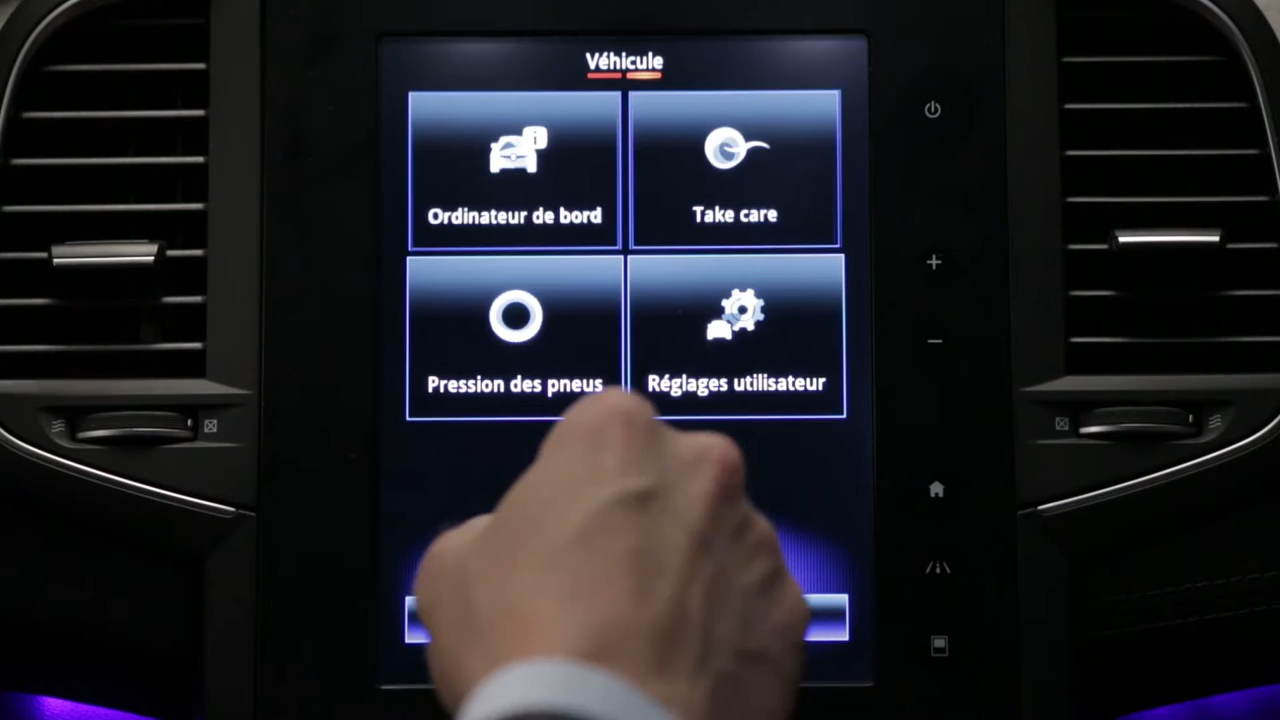 Véhicule
Ordinateur de bord
Take care
Pression des pneus
Réglages utilisateur